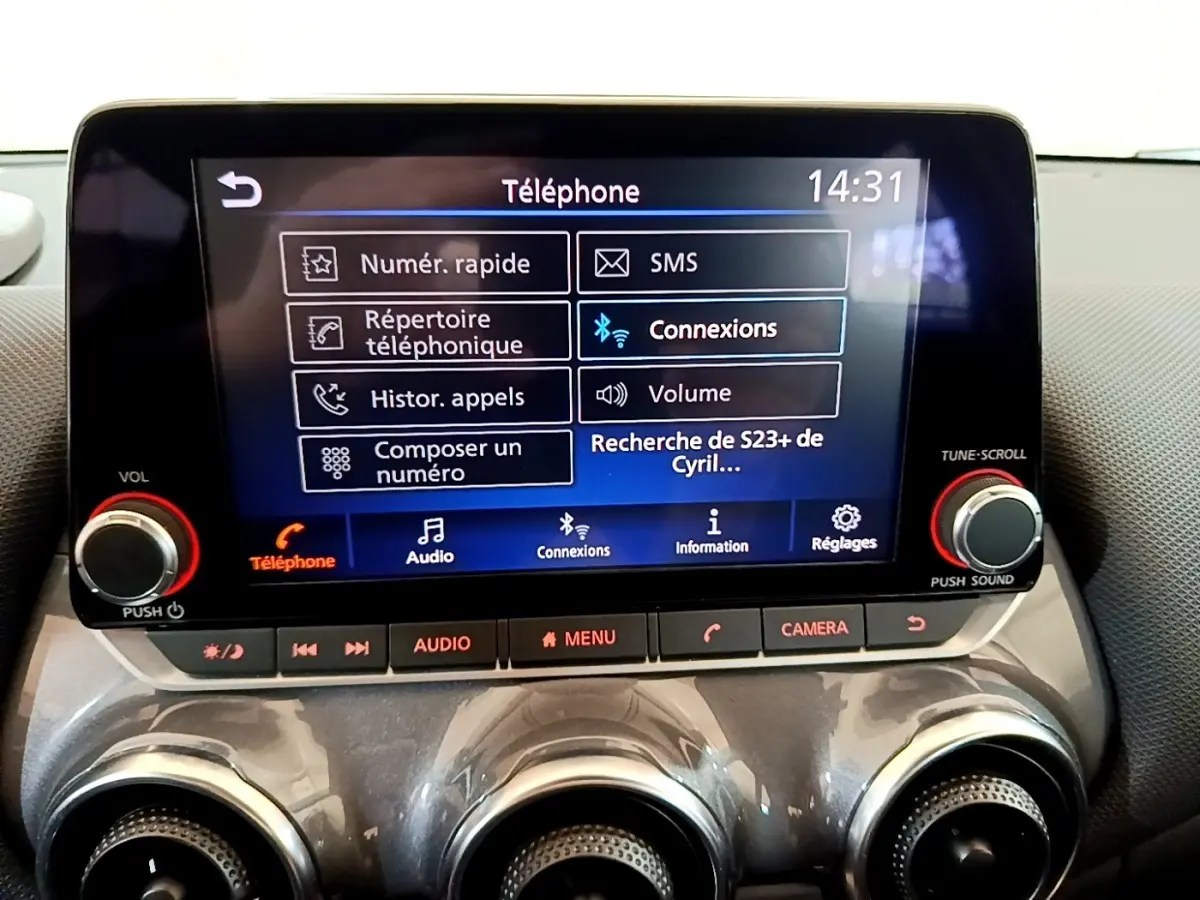 Téléphone
14:31
Numér. rapide
SMS
Répertoire
téléphonique
Connexions
Histor. appels
Volume
Composer un
numéro
Recherche de S23+ de
Cyril...
Téléphone
Audio
Connexions
Information
Réglages
VOL
PUSH
TUNE·SCROLL
PUSH SOUND
AUDIO
MENU
CAMERA